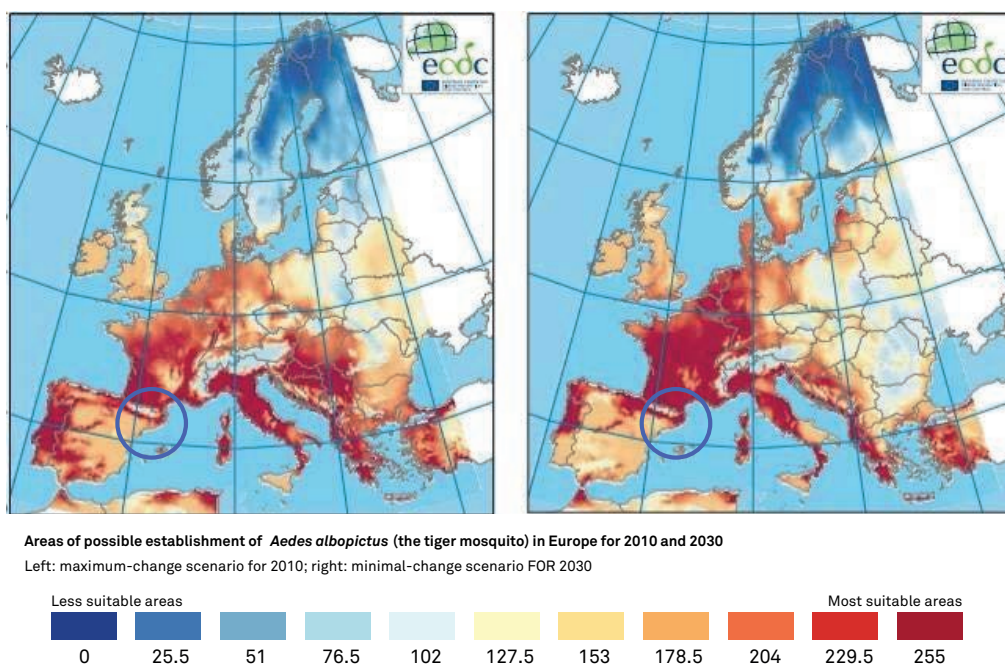 ecdc
ecdc
Areas of possible establishment of Aedes albopictus (the tiger mosquito) in Europe for 2010 and 2030
Left: maximum-change scenario for 2010; right: minimal-change scenario FOR 2030
Less suitable areas
Most suitable areas
0 25.5 51 76.5 102 127.5 153 178.5 204 229.5 255